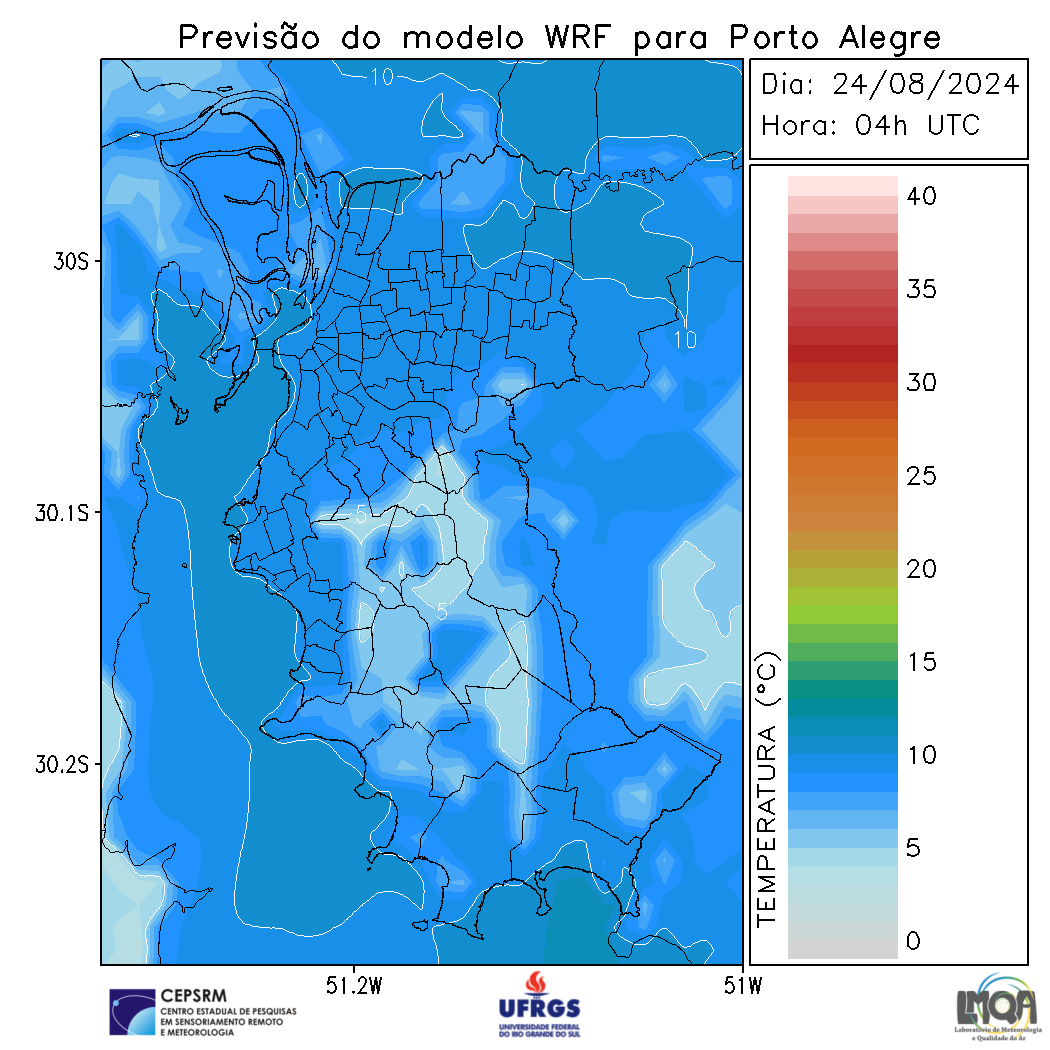 Previsão do modelo WRF para Porto Alegre
Dia: 24/08/2024
Hora: 04h UTC
10
30S
10
5
30.1S
5
30.2S
51.2W
51W
TEMPERATURA (°C)
40
35
30
25
20
15
10
5
0
CEPSRM
CENTRO ESTADUAL DE PESQUISAS
EM SENSORIAMENTO REMOTO
E METEOROLOGIA
UFRGS
UNIVERSIDADE FEDERAL
DO RIO GRANDE DO SUL
LMQA
Laboratório de Meteorologia
e Qualidade do Ar